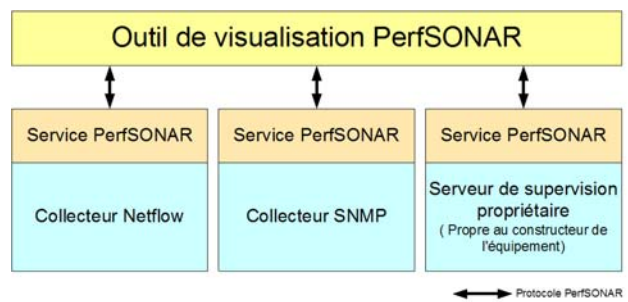 Outil de visualisation PerfSONAR
Service PerfSONAR
Service PerfSONAR
Service PerfSONAR
Collecteur Netflow
Collecteur SNMP
Serveur de supervision
propriétaire
( Propre au constructeur de
l'équipement)
Protocole PerfSONAR